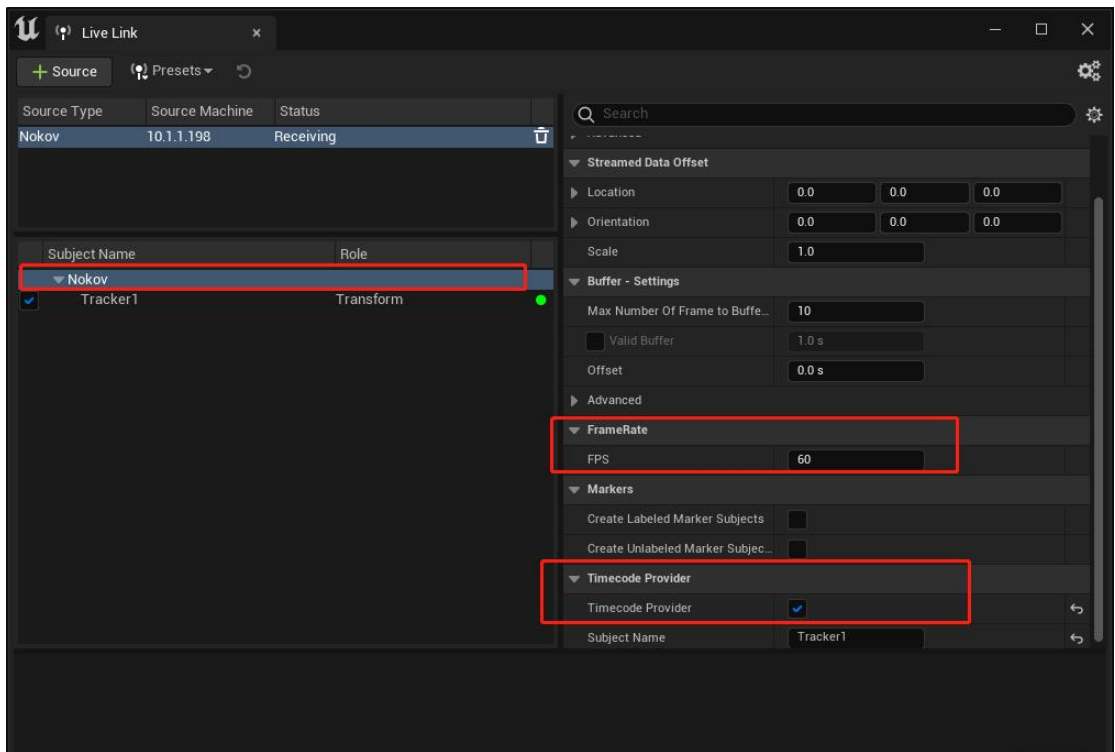 Live Link
Source
Presets
Source Type Source Machine Status
Nokov 10.1.1.198 Receiving
Subject Name Role
Nokov
Tracker1 Transform
Search
Streamed Data Offset
Location 0.0 0.0 0.0
Orientation 0.0 0.0 0.0
Scale 1.0
Buffer - Settings
Max Number Of Frame to Buffe...
10
Valid Buffer 1.0 s
Offset 0.0 s
Advanced
FrameRate
FPS 60
Markers
Create Labeled Marker Subjects
Create Unlabeled Marker Subjec...
Timecode Provider
Timecode Provider
Subject Name Tracker1